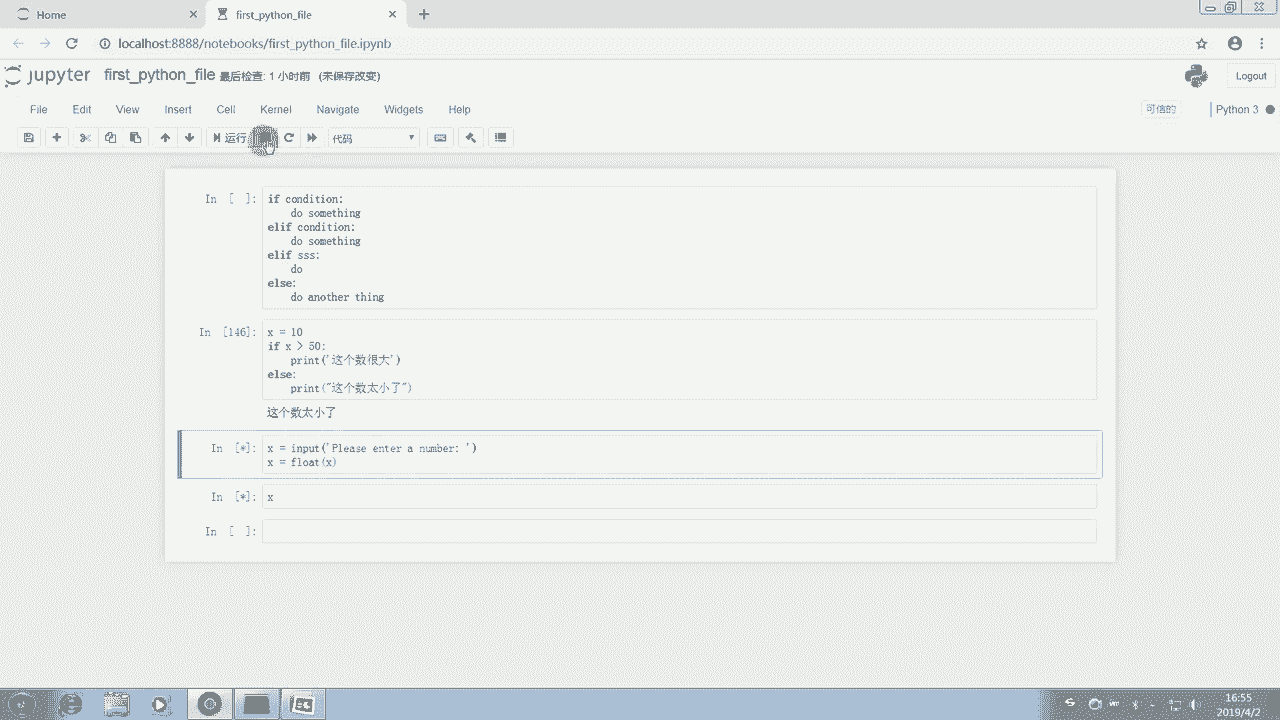 Home
first_python_file
localhost:8888/notebooks/first_python_file.ipynb
jupyter first_python_file 最后检查: 1 小时前 (未保存改变)
Logout
File Edit View Insert Cell Kernel Navigate Widgets Help
可信的 Python 3
运行 代码
In [ ]: if condition:
do something
elif condition:
do something
elif sss:
do
else:
do another thing
In [146]: x = 10
if x > 50:
print('这个数很大')
else:
print("这个数太小了")
这个数太小了
In [*]: x = input('Please enter a number: ')
x = float(x)
In [*]: x
In [ ]:
16:55
2019/4/2